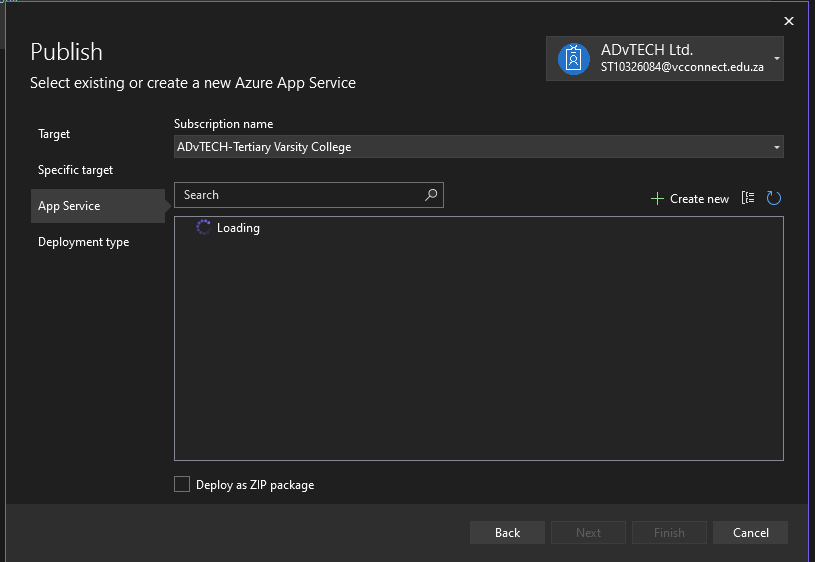 Publish
Select existing or create a new Azure App Service
ADvTECH Ltd.
ST10326084@vcconnect.edu.za
Target
Specific target
App Service
Deployment type
Subscription name
ADvTECH-Tertiary Varsity College
Search
Create new
Loading
Deploy as ZIP package
Back
Next
Finish
Cancel